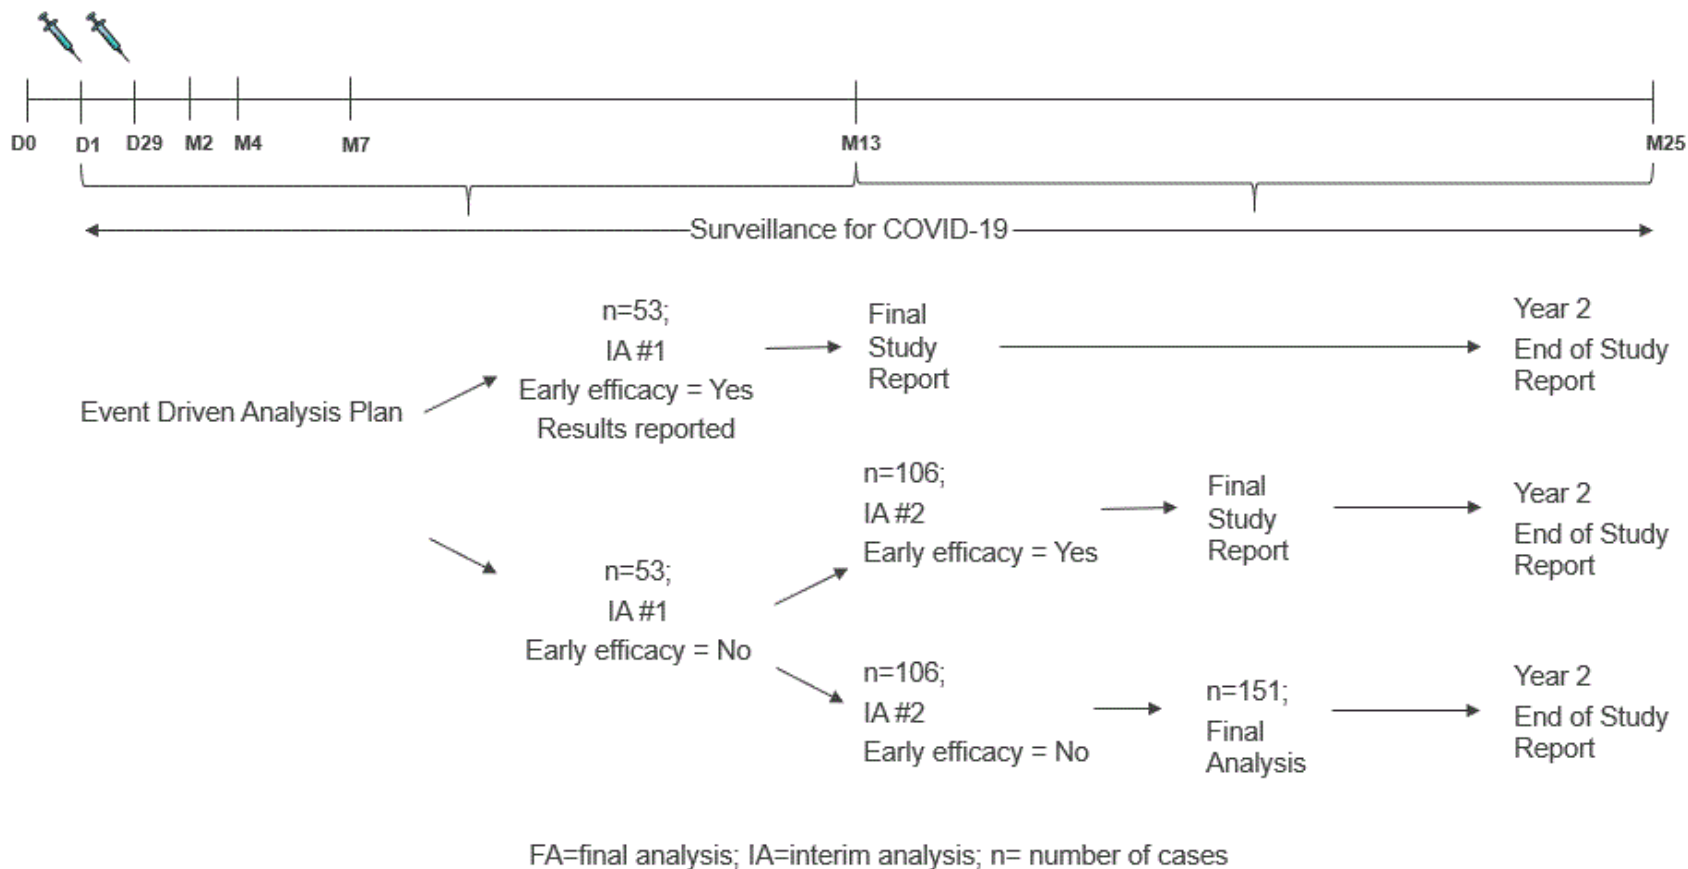 D0 D1 D29 M2 M4 M7 M13 M25
Surveillance for COVID-19
Event Driven Analysis Plan
n=53;
IA #1
Early efficacy = Yes
Results reported
Final
Study
Report
Year 2
End of Study
Report
n=53;
IA #1
Early efficacy = No
n=106;
IA #2
Early efficacy = Yes
Final
Study
Report
Year 2
End of Study
Report
n=106;
IA #2
Early efficacy = No
n=151;
Final
Analysis
Year 2
End of Study
Report
FA=final analysis; IA=interim analysis; n= number of cases